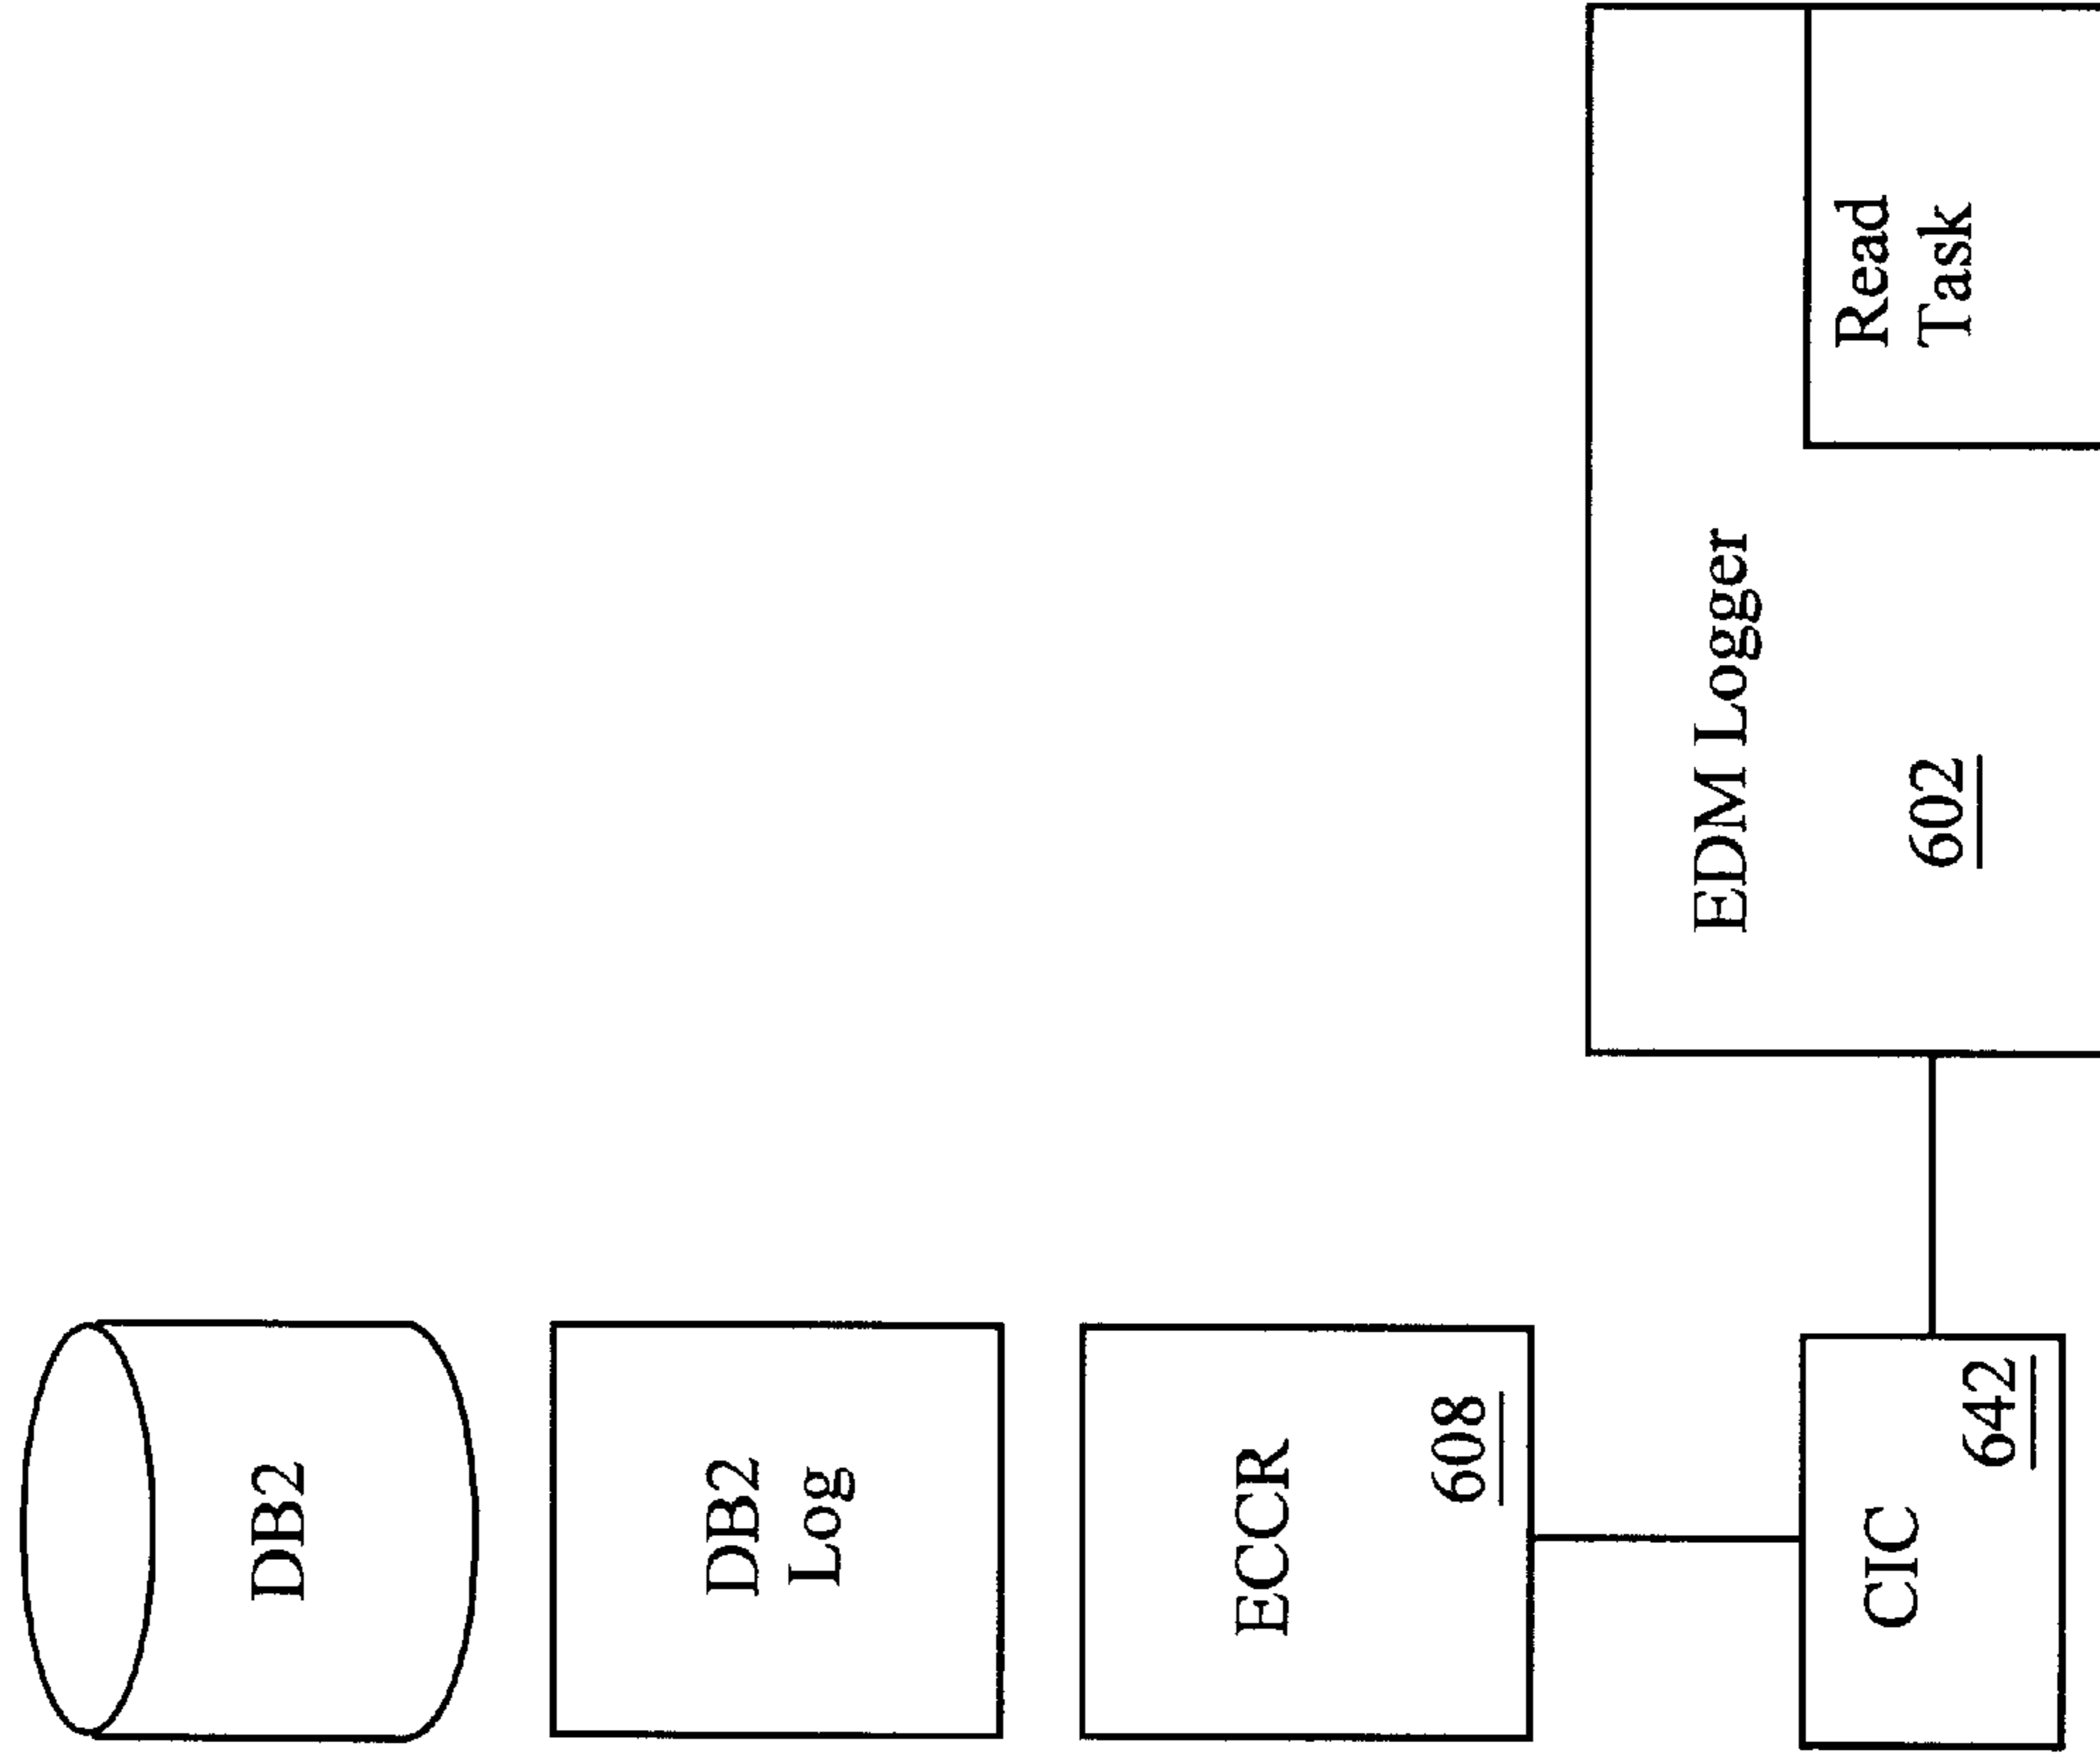 DB2
DB2
Log
ECCR
608
CIC
642
EDM Logger
602
Read
Task